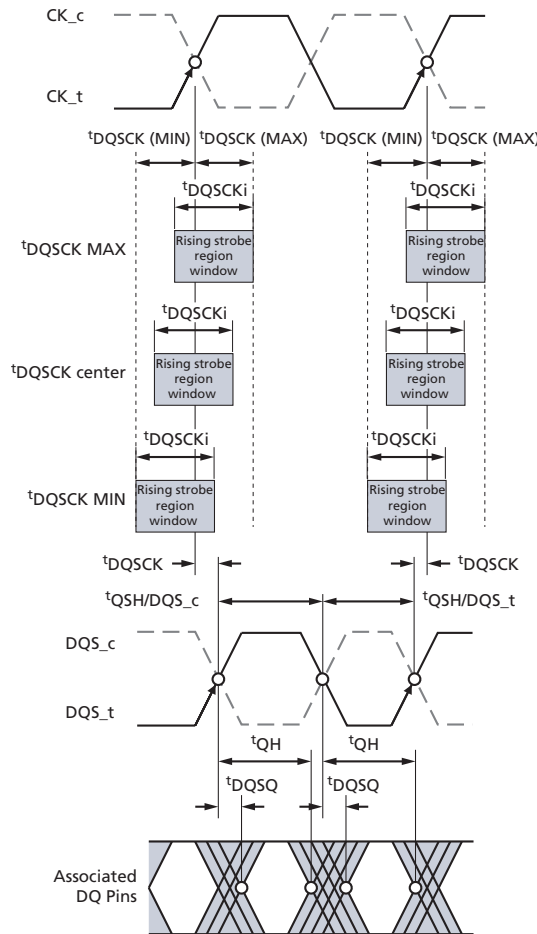 CK_c
CK_t
tDQSCK (MIN) tDQSCK (MAX) tDQSCK (MIN) tDQSCK (MAX)
tDQSCKi tDQSCKi
tDQSCK MAX
Rising strobe
region
window
Rising strobe
region
window
tDQSCKi tDQSCKi
tDQSCK center
Rising strobe
region
window
Rising strobe
region
window
tDQSCKi tDQSCKi
tDQSCK MIN
Rising strobe
region
window
Rising strobe
region
window
tDQSCK tDQSCK
tQSH/DQS_c tQSH/DQS_t
DQS_c
DQS_t
tQH tQH
tDQSQ tDQSQ
Associated
DQ Pins